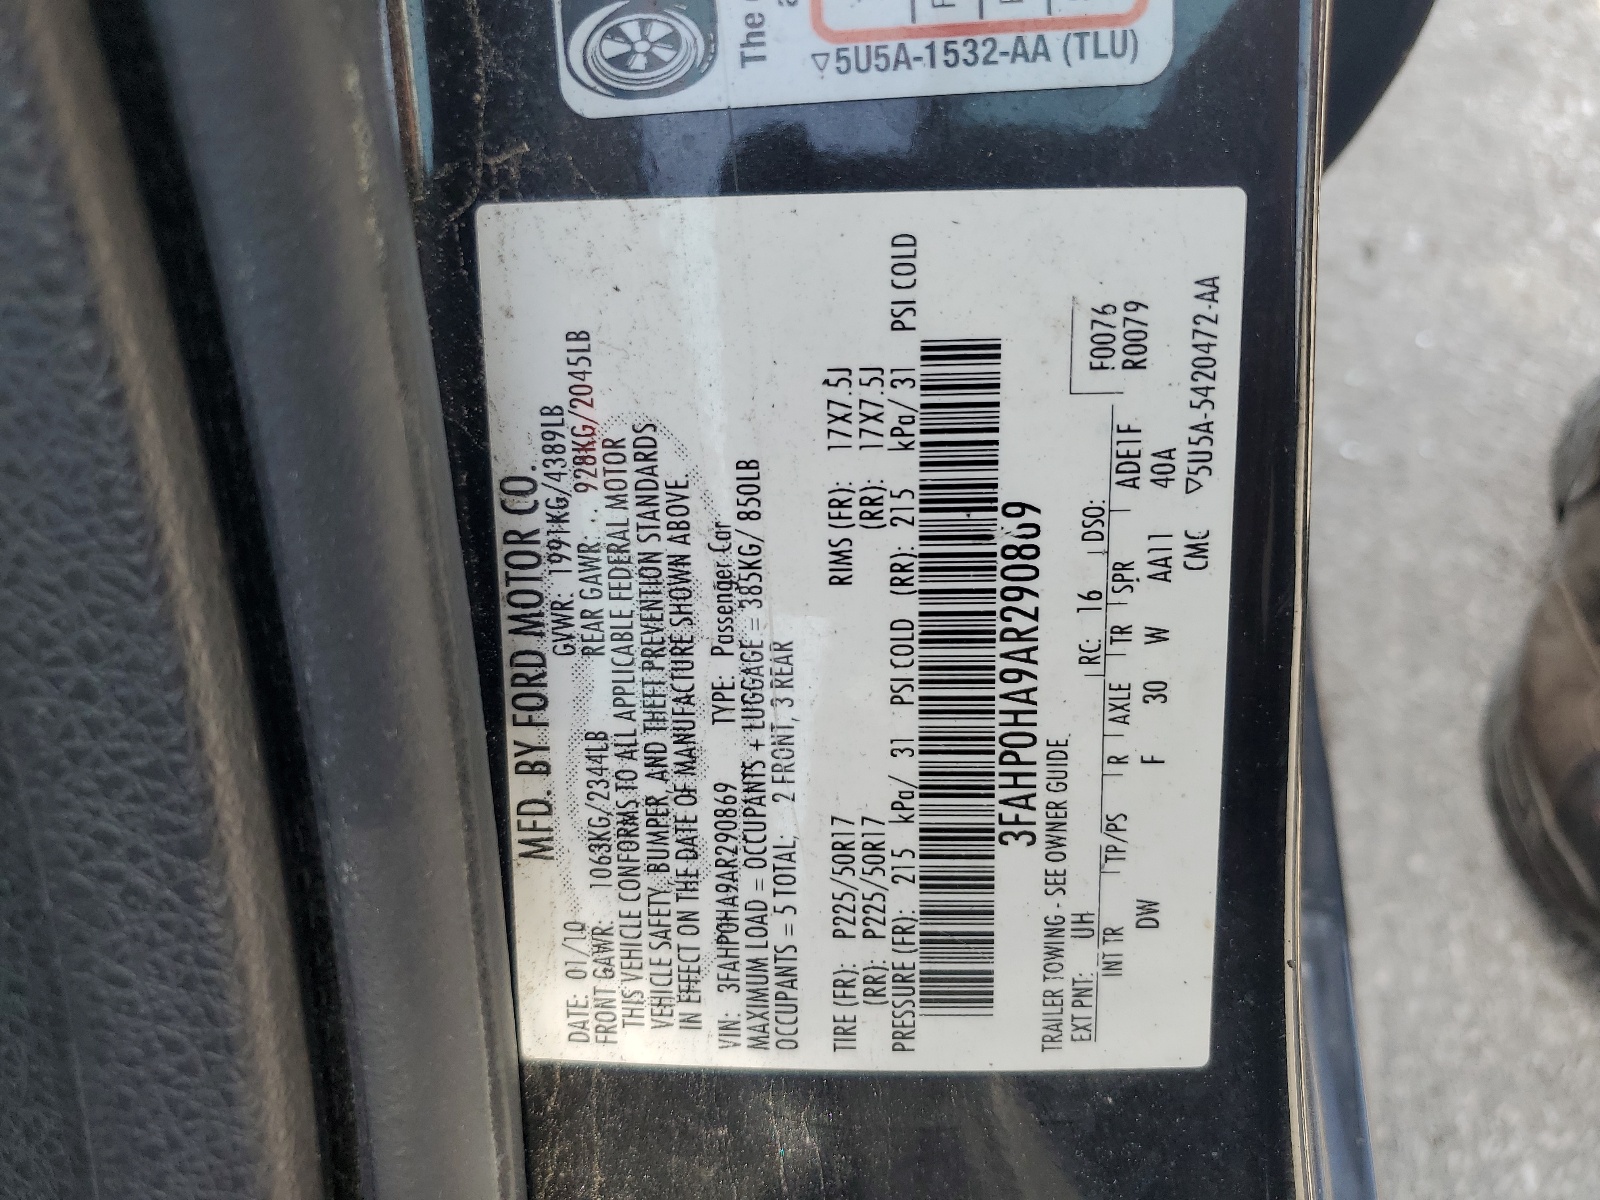 The
▽5U5A-1532-AA (TLU)
MFD. BY FORD MOTOR CO.
DATE: 01/10 GVWR: 1991KG/4389LB
FRONT GAWR: 1063KG/2344LB REAR GAWR: 928KG/2045LB
THIS VEHICLE CONFORMS TO ALL APPLICABLE FEDERAL MOTOR
VEHICLE SAFETY, BUMPER, AND THEFT PREVENTION STANDARDS
IN EFFECT ON THE DATE OF MANUFACTURE SHOWN ABOVE.
VIN: 3FAHP0HA9AR290869 TYPE: Passenger Car
MAXIMUM LOAD = OCCUPANTS + LUGGAGE = 385KG/ 850LB
OCCUPANTS = 5 TOTAL, 2 FRONT, 3 REAR
TIRE (FR): P225/50R17 RIMS (FR): 17X7.5J
(RR): P225/50R17 (RR): 17X7.5J
PRESSURE (FR): 215 kPa/ 31 PSI COLD (RR): 215 kPa/ 31 PSI COLD
3FAHP0HA9AR290869
TRAILER TOWING - SEE OWNER GUIDE
EXT PNT: UH RC: 16 DSO: F0076
INT TR TP/PS R AXLE TR SPR ADE1F R0079
DW F 30 W AA11 40A
CMC ▽5U5A-5420472-AA